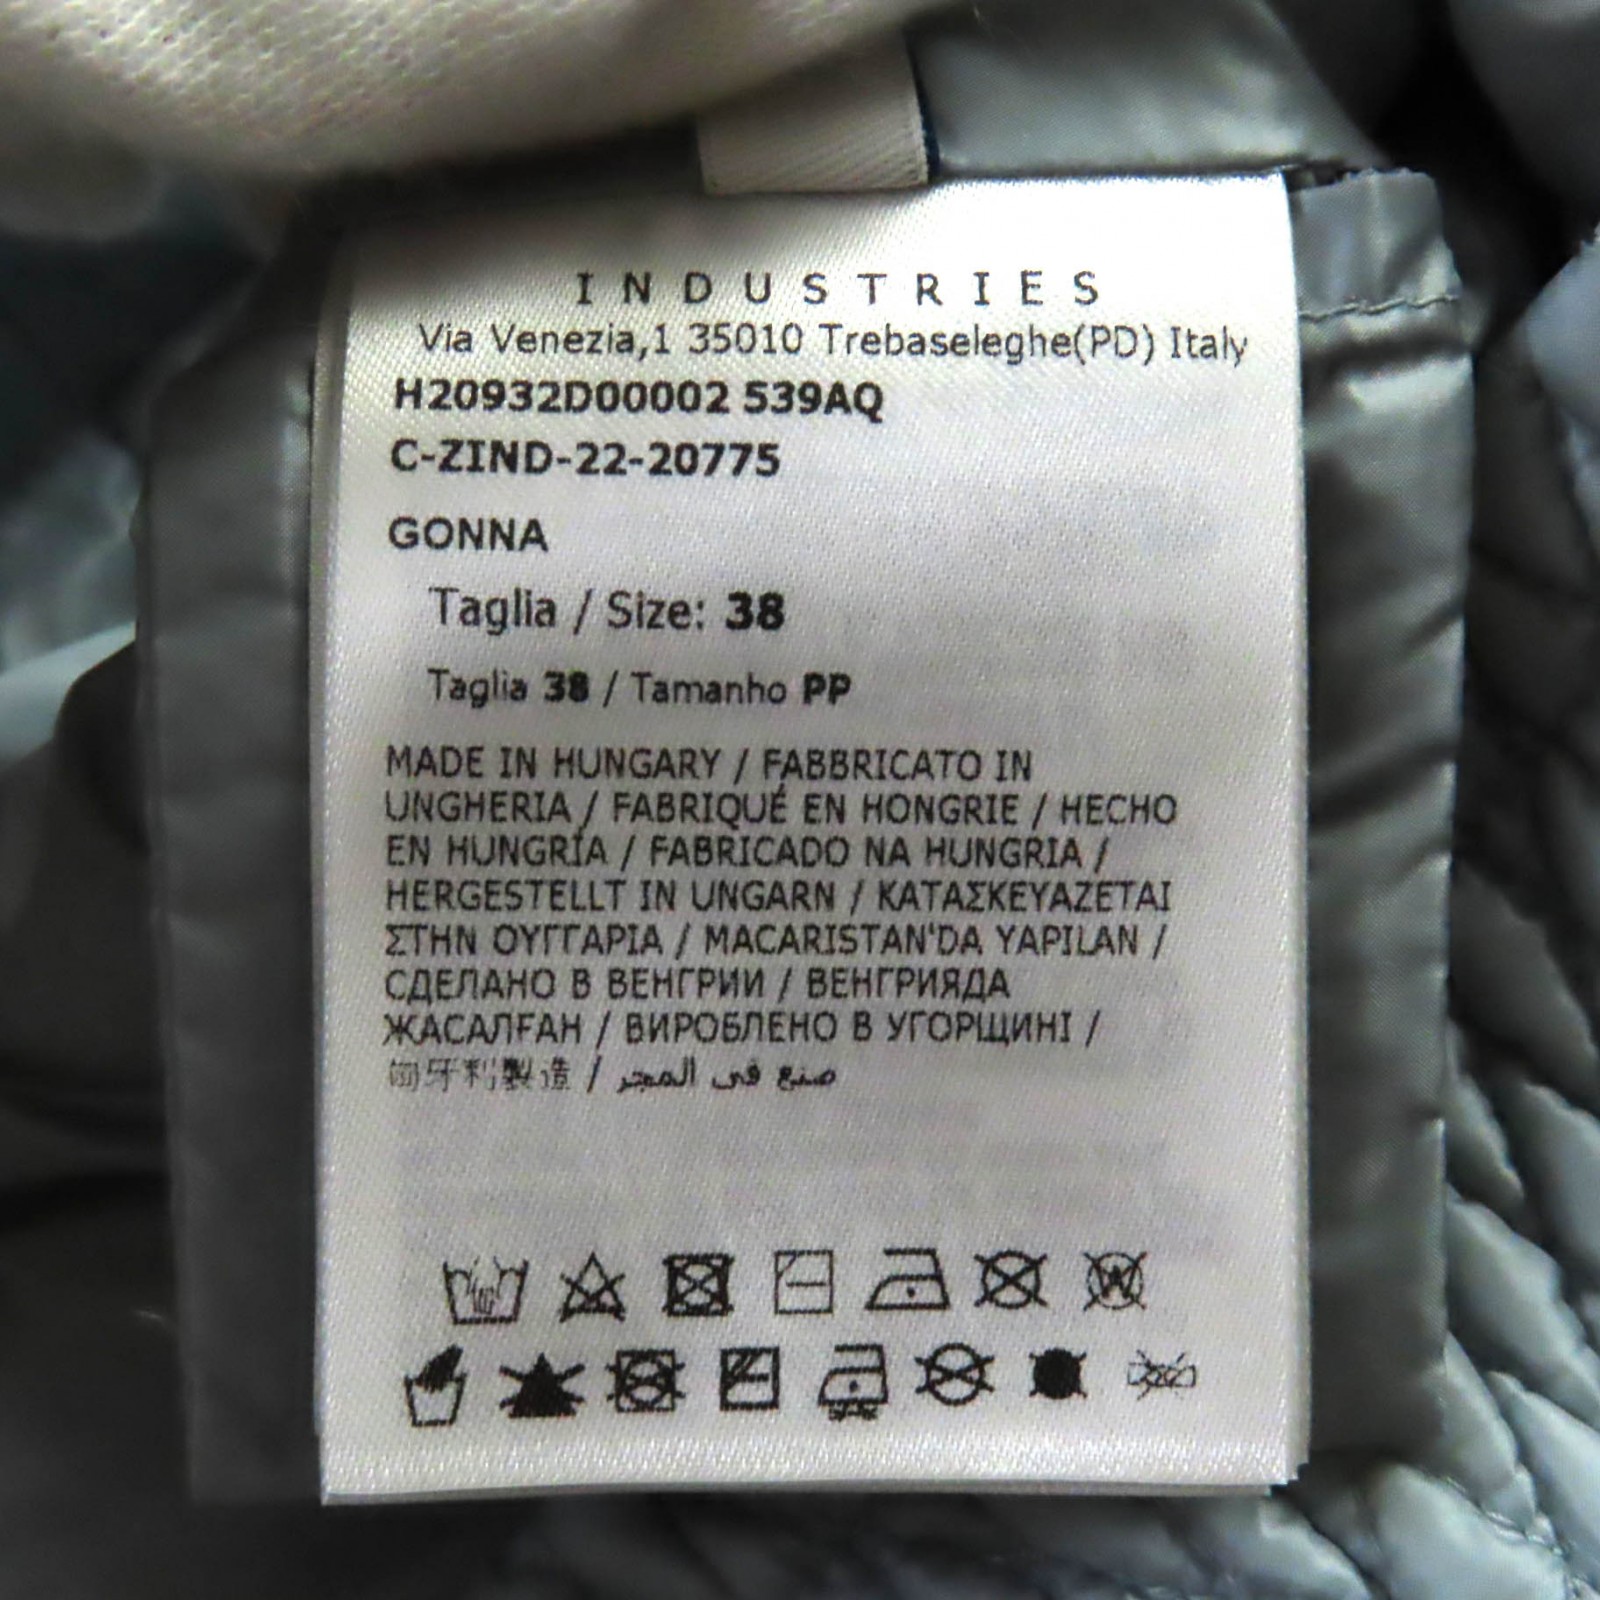 INDUSTRIES
Via Venezia,1 35010 Trebaseleghe(PD) Italy
H20932D00002 539AQ
C-ZIND-22-20775
GONNA
Taglia / Size: 38
Taglia 38 / Tamanho PP
MADE IN HUNGARY / FABBRICATO IN
UNGHERIA / FABRIQUÉ EN HONGRIE / HECHO
EN HUNGRÍA / FABRICADO NA HUNGRIA /
HERGESTELLT IN UNGARN / ΚΑΤΑΣΚΕΥΑΖΕΤΑΙ
ΣΤΗΝ ΟΥΓΓΑΡΙΑ / MACARISTAN'DA YAPILAN /
СДЕЛАНО В ВЕНГРИИ / ВЕНГРИЯДА
ЖАСАЛҒАН / ВИРОБЛЕНО В УГОРЩИНІ /
匈牙利製造 / صنع في المجر
W